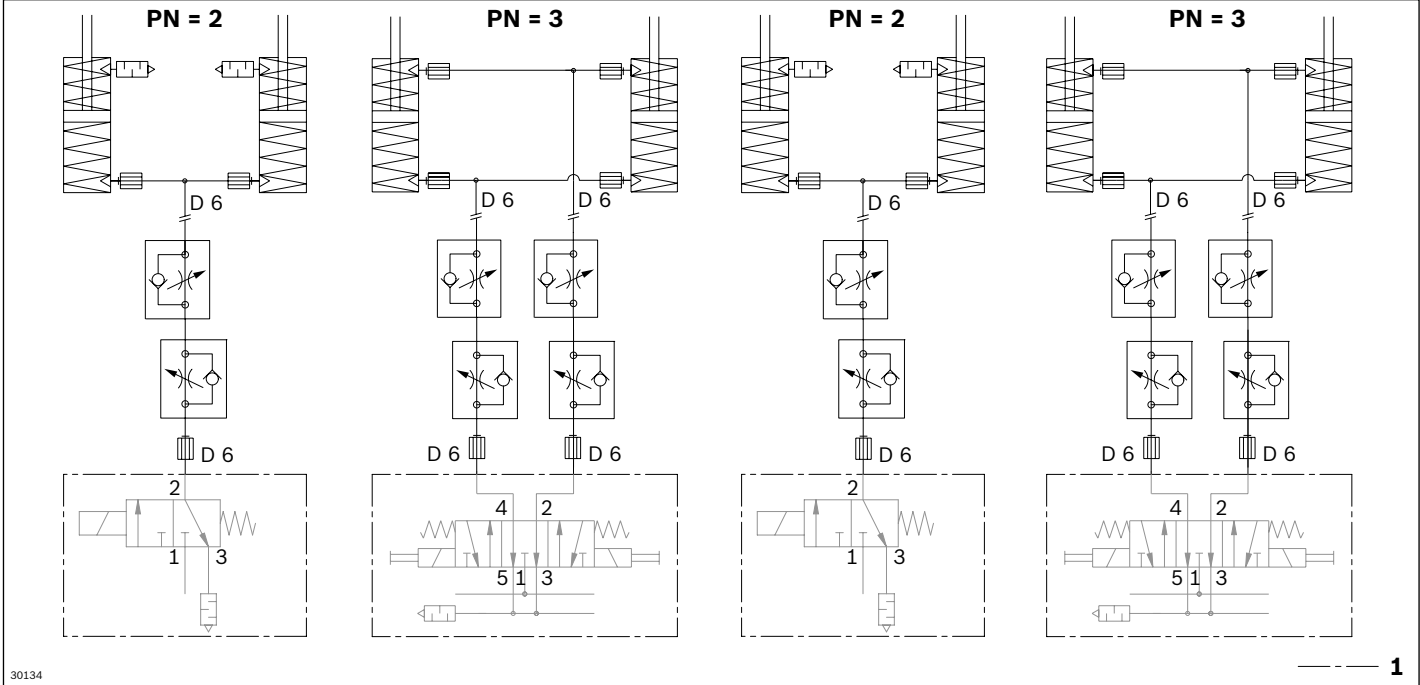 PN = 2 PN = 3 PN = 2 PN = 3
D 6 D 6 D 6 D 6 D 6 D 6
D 6 D 6 D 6 D 6 D 6 D 6
2 4 2 2 4 2
1 3 5 1 3 1 3 5 1 3
30134
1